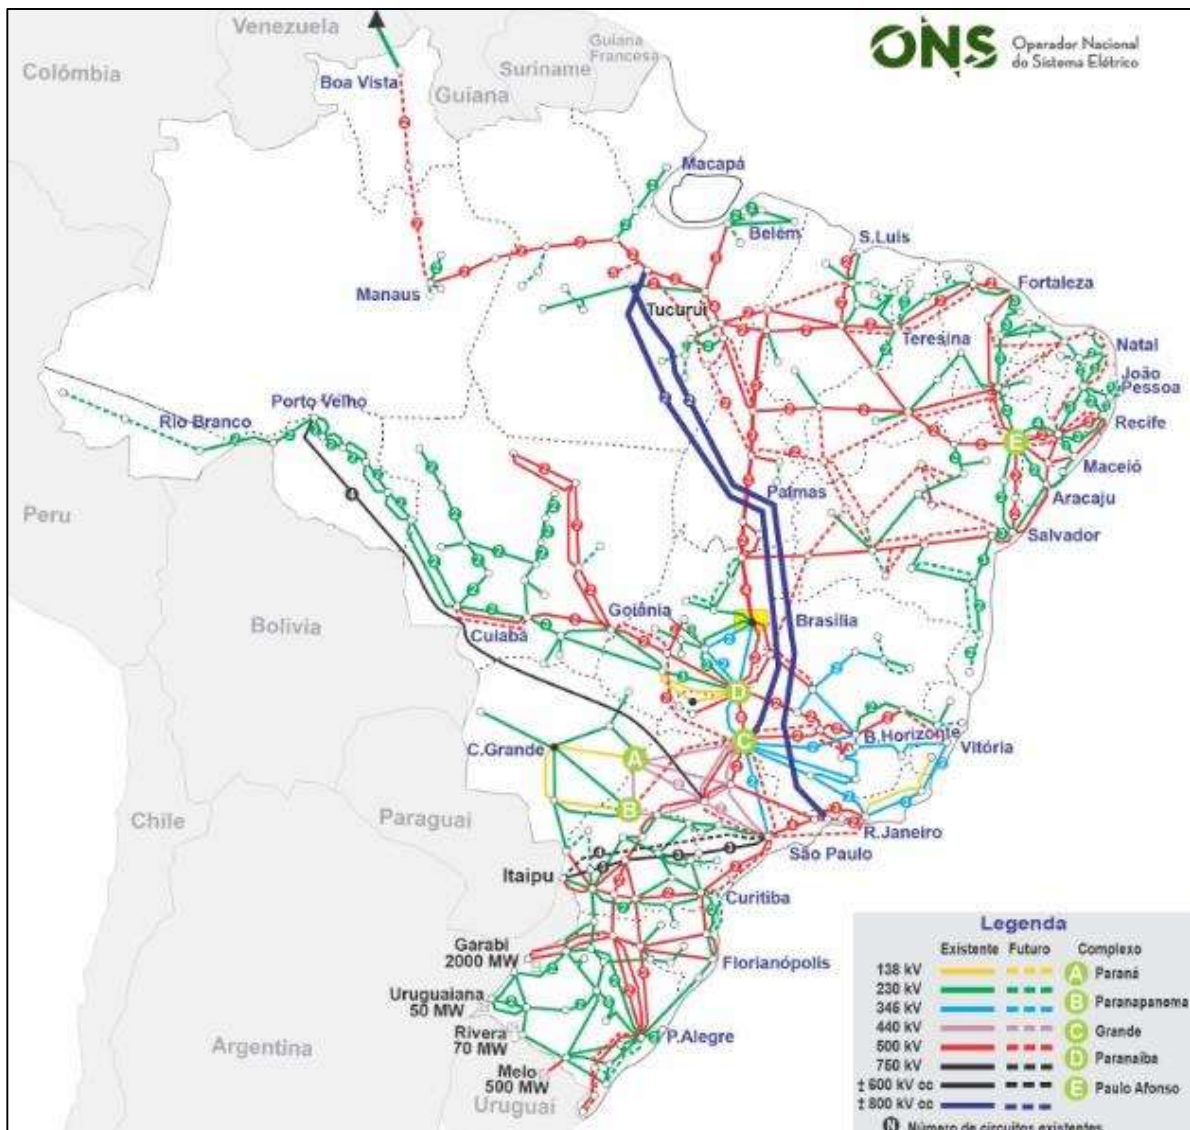 Venezuela
ONS
Operador Nacional
do Sistema Elétrico
Guiana
Francesa
Colômbia
Suriname
Boa Vista
Guiana
Macapá
Belém
S.Luis
Manaus
Fortaleza
Tucuruí
Teresina
Natal
João
Pessoa
Porto Velho
Rio Branco
Recife
E
Maceió
Palmas
Aracaju
Peru
Salvador
Bolívia
Goiânia
Brasília
Cuiabá
D
C.Grande
A
C
B.Horizonte
Vitória
B
Chile
Paraguai
R.Janeiro
São Paulo
Itaipu
Curitiba
Garabi
2000 MW
Florianópolis
Uruguaiana
50 MW
Rivera
70 MW
P.Alegre
Argentina
Melo
500 MW
Uruguai
Legenda
Existente Futuro Complexo
138 kV A Paraná
230 kV
345 kV B Paranapanema
440 kV C Grande
500 kV
750 kV D Paranaíba
± 600 kV cc
± 800 kV cc E Paulo Afonso
N Número de circuitos existentes